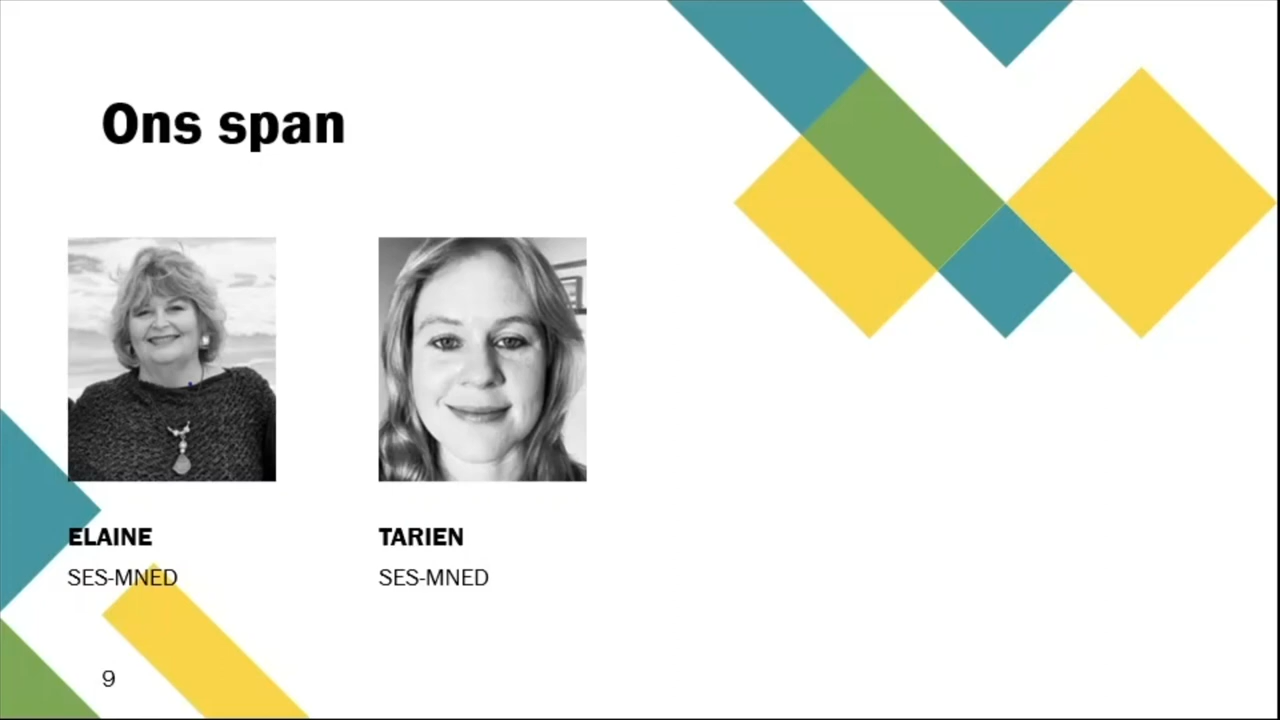 Ons span
ELAINE
SES-MNED
TARIEN
SES-MNED
9